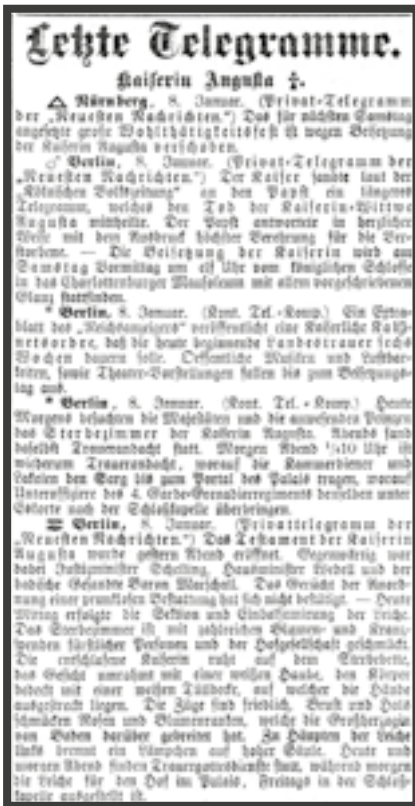 Letzte Telegramme.
Kaiserin Augusta †.
△ Nürnberg, 8. Januar. (Privat-Telegramm
der „Neuesten Nachrichten.“) Das für nächsten Samstag
angesetzte große Wohlthätigkeitsfest ist wegen Beisetzung
der Kaiserin Augusta verschoben.
♂ Berlin, 8. Januar. (Privat-Telegramm der
„Neuesten Nachrichten.“) Der Kaiser sandte laut der
„Kölnischen Volkszeitung“ an den Papst ein längeres
Telegramm, welches den Tod der Kaiserin-Wittwe
Augusta mittheilte. Der Papst antwortete in herzlicher
Weise mit dem Ausdruck höchster Verehrung für die Ver-
storbene. — Die Beisetzung der Kaiserin wird am
Samstag Vormittag um elf Uhr vom königlichen Schlosse
in das Charlottenburger Mausoleum mit allem vorgeschriebenen
Glanz stattfinden.
* Berlin, 8. Januar. (Kont. Tel.-Komp.) Ein Extra-
blatt des „Reichsanzeigers“ veröffentlicht eine Kaiserliche Kabi-
netsordre, daß die heute beginnende Landestrauer sechs
Wochen dauern solle. Oeffentliche Musiken und Lustbar-
keiten, sowie Theater-Vorstellungen fallen bis zum Beisetzungs-
tag aus.
* Berlin, 8. Januar. (Kont. Tel.-Komp.) Heute
Morgens besuchten die Majestäten und die anwesenden Prinzen
das Sterbezimmer der Kaiserin Augusta. Abends fand
daselbst Trauerandacht statt. Morgen Abend ½10 Uhr ist
wiederum Trauerandacht, worauf die Kammerdiener und
Lakaien den Sarg bis zum Portal des Palais tragen, worauf
Unteroffiziere des 4. Garde-Grenadierregiments denselben unter
Eskorte nach der Schloßkapelle überbringen.
Berlin, 8. Januar. (Privattelegramm der
„Neuesten Nachrichten.“) Das Testament der Kaiserin
Augusta wurde gestern Abend eröffnet. Gegenwärtig war
dabei Justizminister Schelling, Hausminister Wedell und der
badische Gesandte Baron Marschall. Das Gerücht der Anord-
nung einer prunklosen Bestattung hat sich nicht bestätigt. — Heute
Mittag erfolgte die Sektion und Einbalsamirung der Leiche.
Das Sterbezimmer ist mit zahlreichen Blumen- und Kranz-
spenden fürstlicher Personen und der Hofgesellschaft geschmückt.
Die entschlafene Kaiserin ruht auf dem Sterbebette,
das Gesicht umrahmt mit einer weißen Haube, den Körper
bedeckt mit einer weißen Tülldecke, auf welcher die Hände
ausgestreckt liegen. Die Züge sind friedlich. Brust und Hals
schmücken Rosen und Blumenranken, welche die Großherzogin
von Baden darüber gebreitet hat. Zu Häupten der Leiche
links brennt ein Lämpchen auf hoher Säule. Heute und
morgen Abend finden Trauergottesdienste statt, während morgen
die Leiche für den Hof im Palais, Freitags in der Schloß-
kapelle ausgestellt ist.